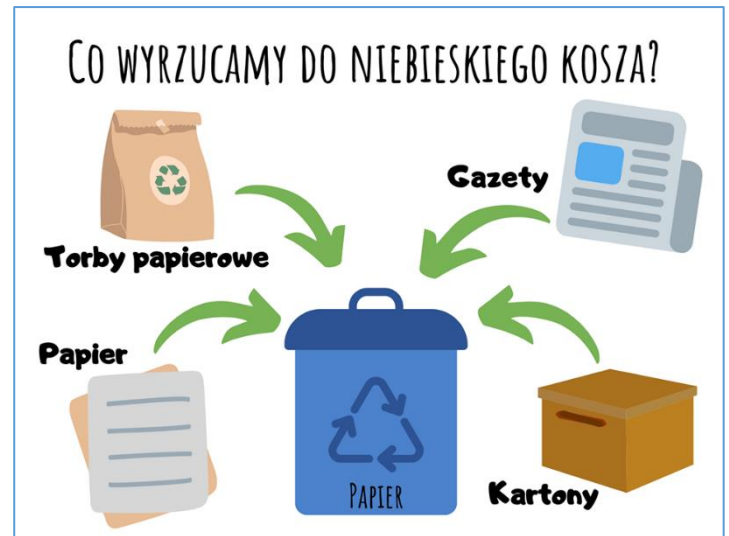 CO WYRZUCAMY DO NIEBIESKIEGO KOSZA?
Gazety
Torby papierowe
Papier
PAPIER
Kartony